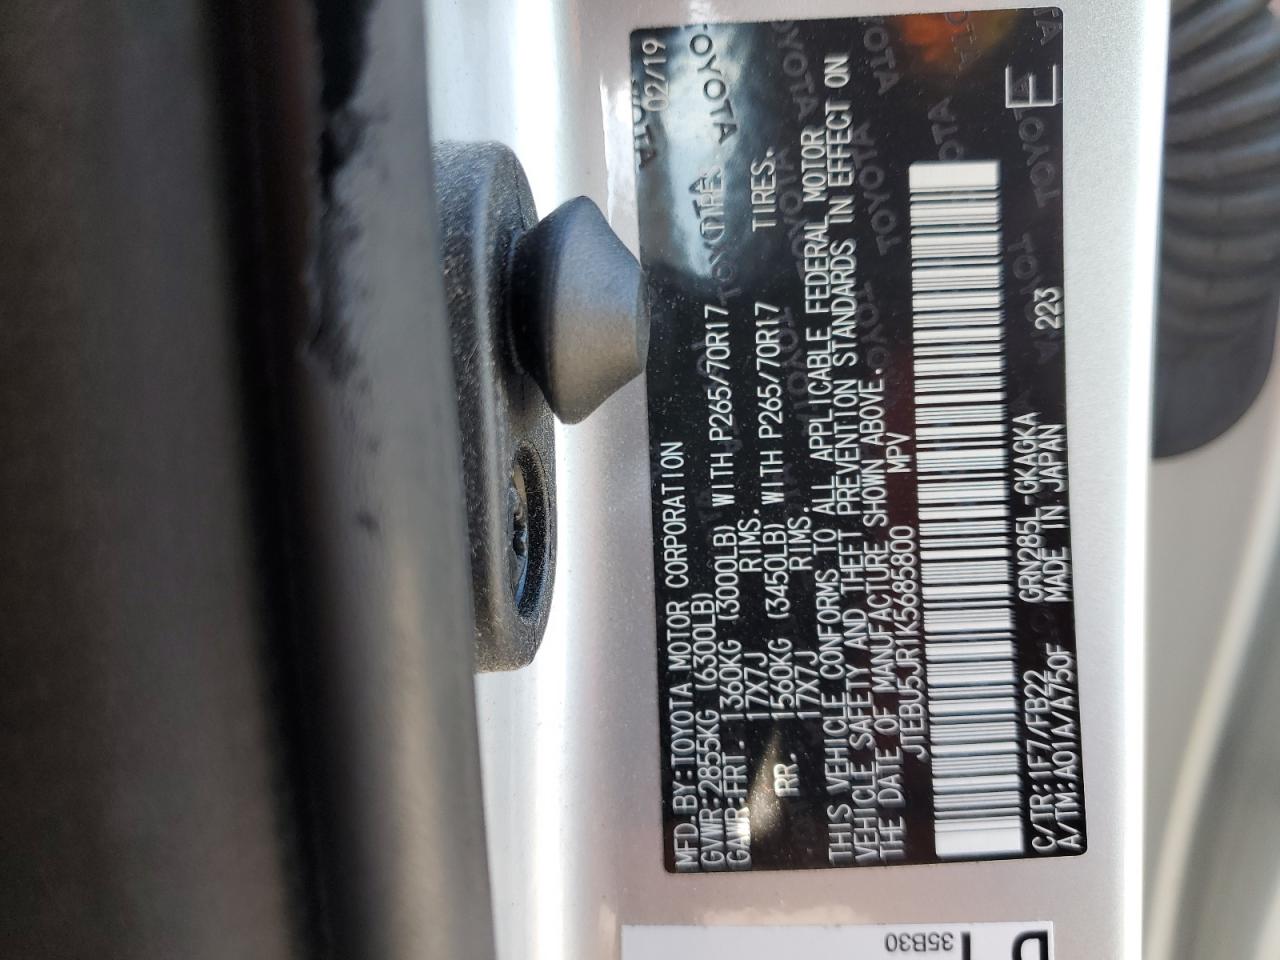 MFD. BY: TOYOTA MOTOR CORPORATION 02/19
GVWR: 2855KG (6300LB)
GAWR: FRT. 1360KG (3000LB) WITH P265/70R17 TIRES.
17X7J RIMS.
RR. 1560KG (3450LB) WITH P265/70R17 TIRES.
17X7J RIMS.
THIS VEHICLE CONFORMS TO ALL APPLICABLE FEDERAL MOTOR
VEHICLE SAFETY AND THEFT PREVENTION STANDARDS IN EFFECT ON
THE DATE OF MANUFACTURE SHOWN ABOVE.
JTEBU5JR1K5685800 MPV
C/TR: 1F7/FB22 GRN285L-GKAGKA 223 E
A/TM: A01A/A750F MADE IN JAPAN
35B30